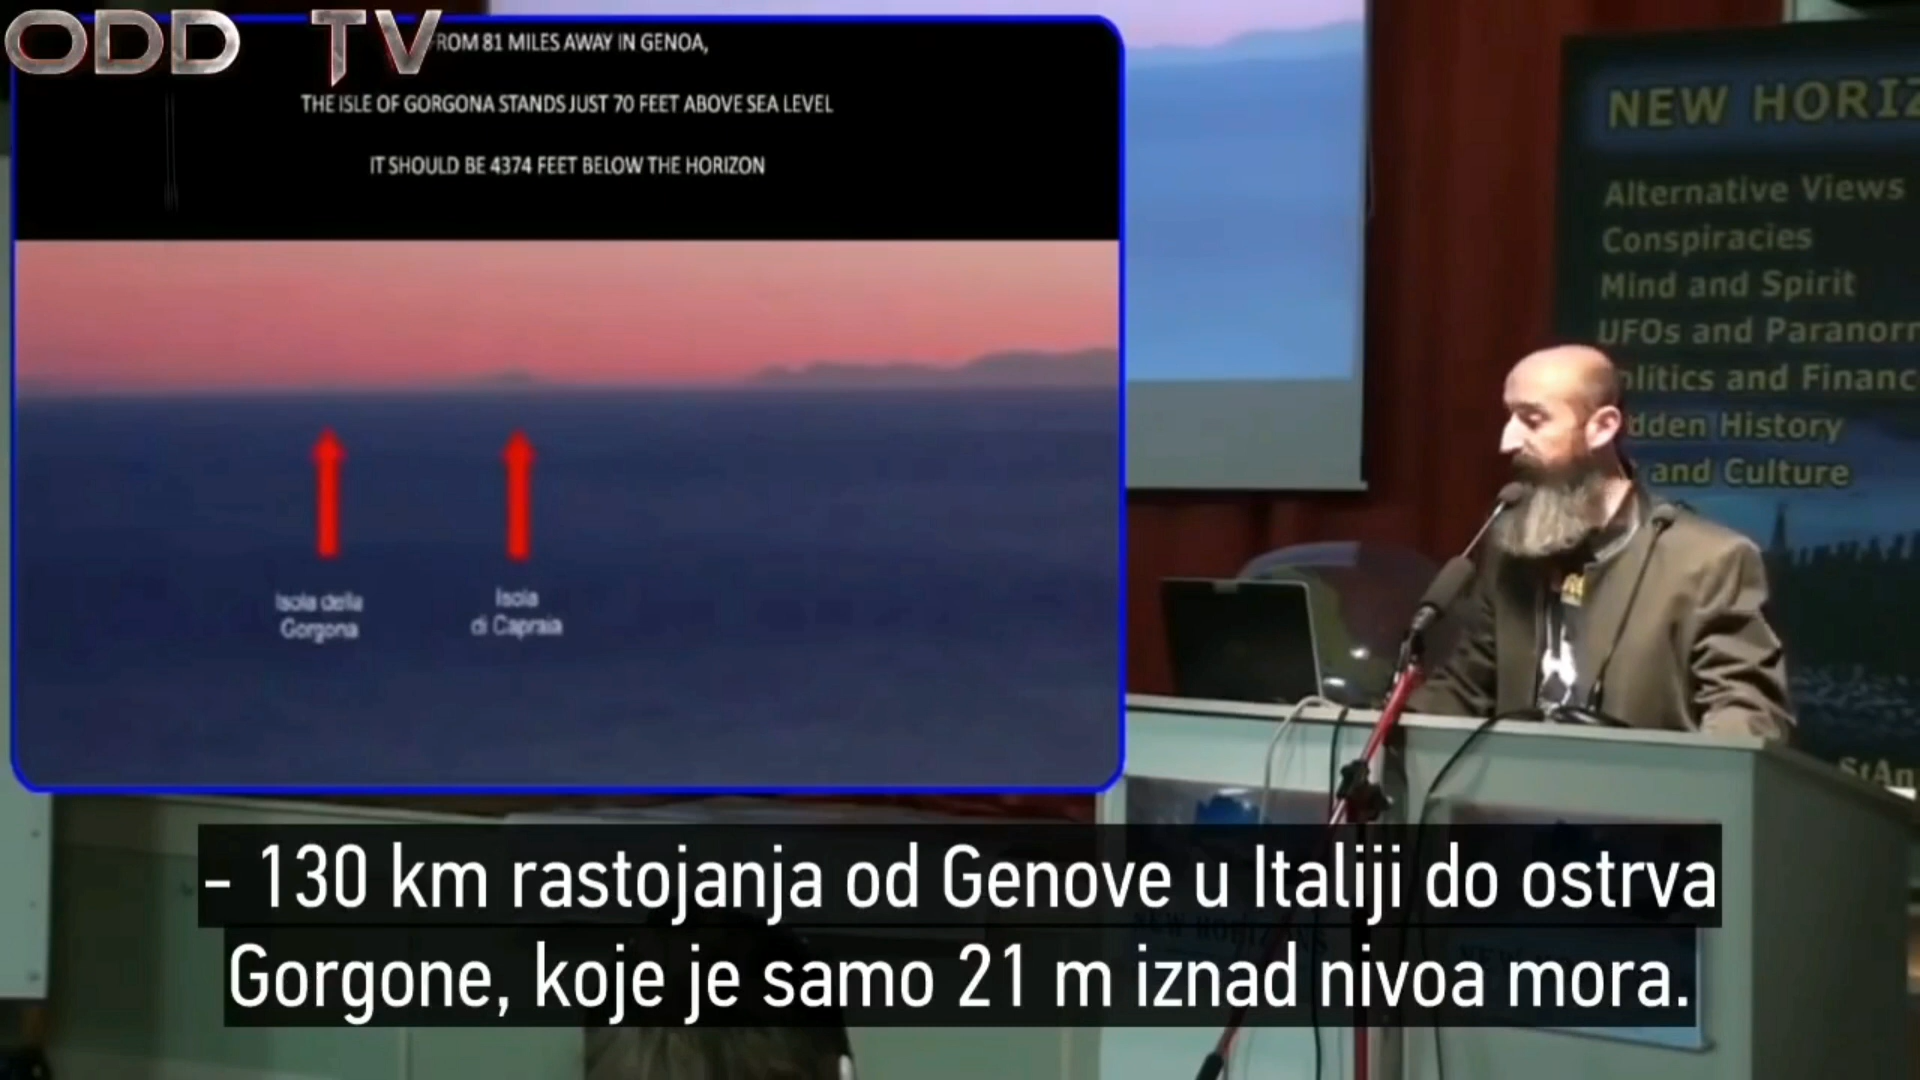 ODD TV
ROM 81 MILES AWAY IN GENOA,
THE ISLE OF GORGONA STANDS JUST 70 FEET ABOVE SEA LEVEL
IT SHOULD BE 4374 FEET BELOW THE HORIZON
Isola della
Gorgona
Isola
di Capraia
NEW HORIZ
Alternative Views
Conspiracies
Mind and Spirit
UFOs and Paranorm
olitics and Financ
dden History
and Culture
StAn
- 130 km rastojanja od Genove u Italiji do ostrva
Gorgone, koje je samo 21 m iznad nivoa mora.